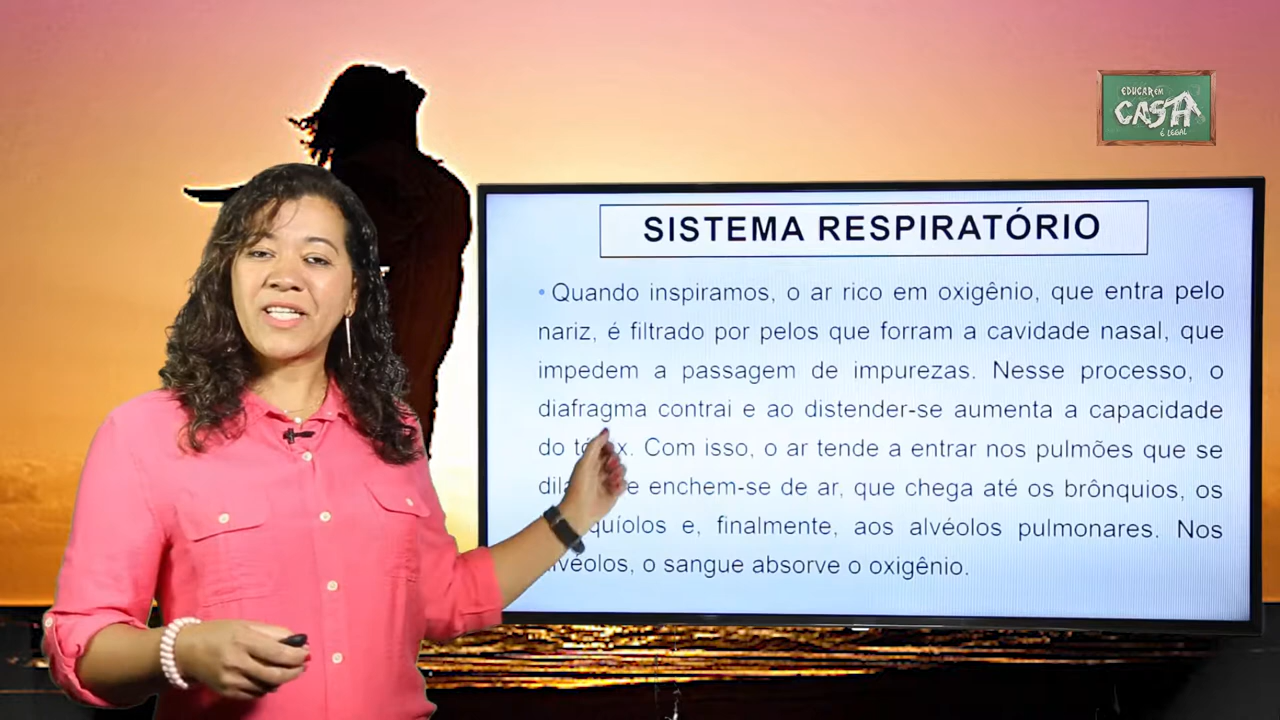 EDUCAR EM
CASA
É LEGAL
SISTEMA RESPIRATÓRIO
• Quando inspiramos, o ar rico em oxigênio, que entra pelo
nariz, é filtrado por pelos que forram a cavidade nasal, que
impedem a passagem de impurezas. Nesse processo, o
diafragma contrai e ao distender-se aumenta a capacidade
do. Com isso, o ar tende a entrar nos pulmões que se
e enchem-se de ar, que chega até os brônquios, os
e, finalmente, aos alvéolos pulmonares. Nos
alvéolos, o sangue absorve o oxigênio.